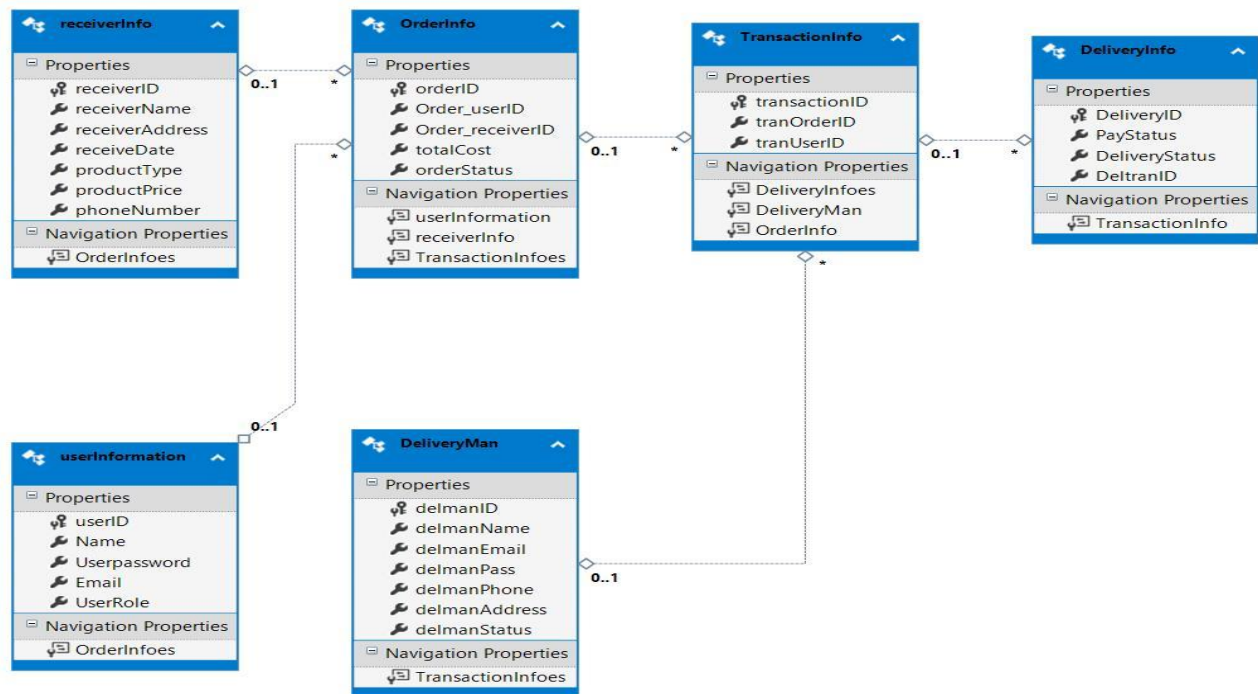 receiverInfo
Properties
receiverID
receiverName
receiverAddress
receiveDate
productType
productPrice
phoneNumber
Navigation Properties
OrderInfoes
0..1
*
OrderInfo
Properties
orderID
Order_userID
Order_receiverID
totalCost
orderStatus
Navigation Properties
userInformation
receiverInfo
TransactionInfoes
*
0..1
*
TransactionInfo
Properties
transactionID
tranOrderID
tranUserID
Navigation Properties
DeliveryInfoes
DeliveryMan
OrderInfo
*
0..1
*
DeliveryInfo
Properties
DeliveryID
PayStatus
DeliveryStatus
DeltranID
Navigation Properties
TransactionInfo
0..1
userInformation
Properties
userID
Name
Userpassword
Email
UserRole
Navigation Properties
OrderInfoes
DeliveryMan
Properties
delmanID
delmanName
delmanEmail
delmanPass
delmanPhone
delmanAddress
delmanStatus
Navigation Properties
TransactionInfoes
0..1